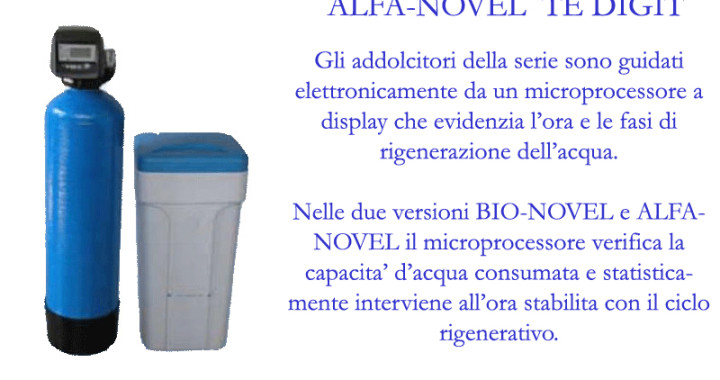 ALFA-NOVEL TE DIGIT
Gli addolcitori della serie sono guidati
elettronicamente da un microprocessore a
display che evidenzia l'ora e le fasi di
rigenerazione dell'acqua.
Nelle due versioni BIO-NOVEL e ALFA-
NOVEL il microprocessore verifica la
capacita' d'acqua consumata e statistica-
mente interviene all'ora stabilita con il ciclo
rigenerativo.